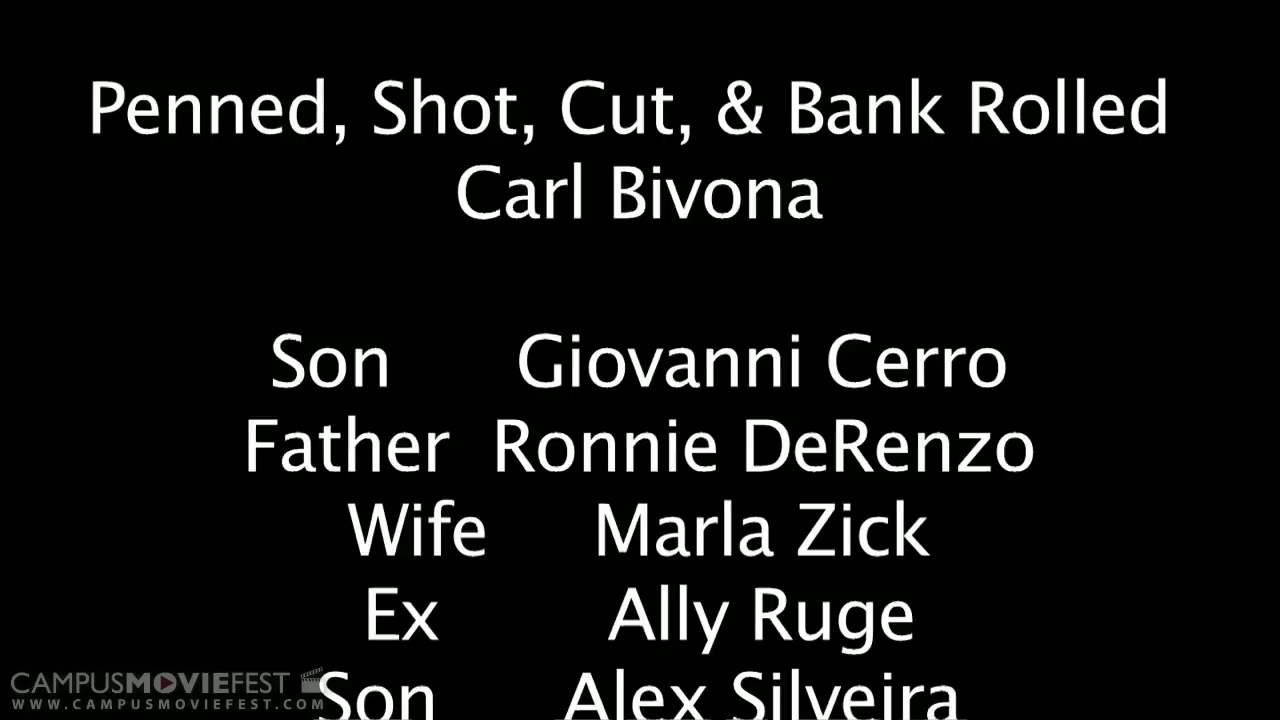 Penned, Shot, Cut, & Bank Rolled
Carl Bivona
Son Giovanni Cerro
Father Ronnie DeRenzo
Wife Marla Zick
Ex Ally Ruge
Son Alex Silveira
CAMPUSMOVIEFEST
WWW.CAMPUSMOVIEFEST.COM